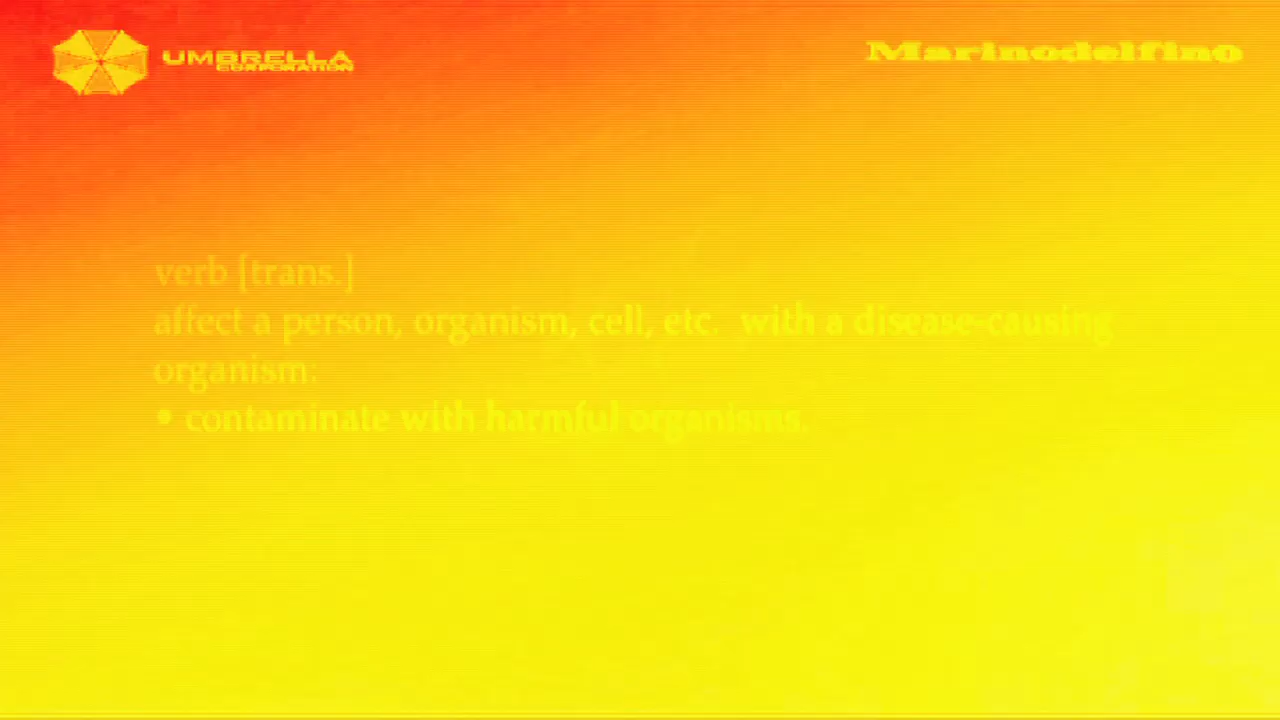 UMBRELLA
CORPORATION
Marinodelfino
verb [trans.]
affect a person, organism, cell, etc. with a disease-causing
organism:
• contaminate with harmful organisms.